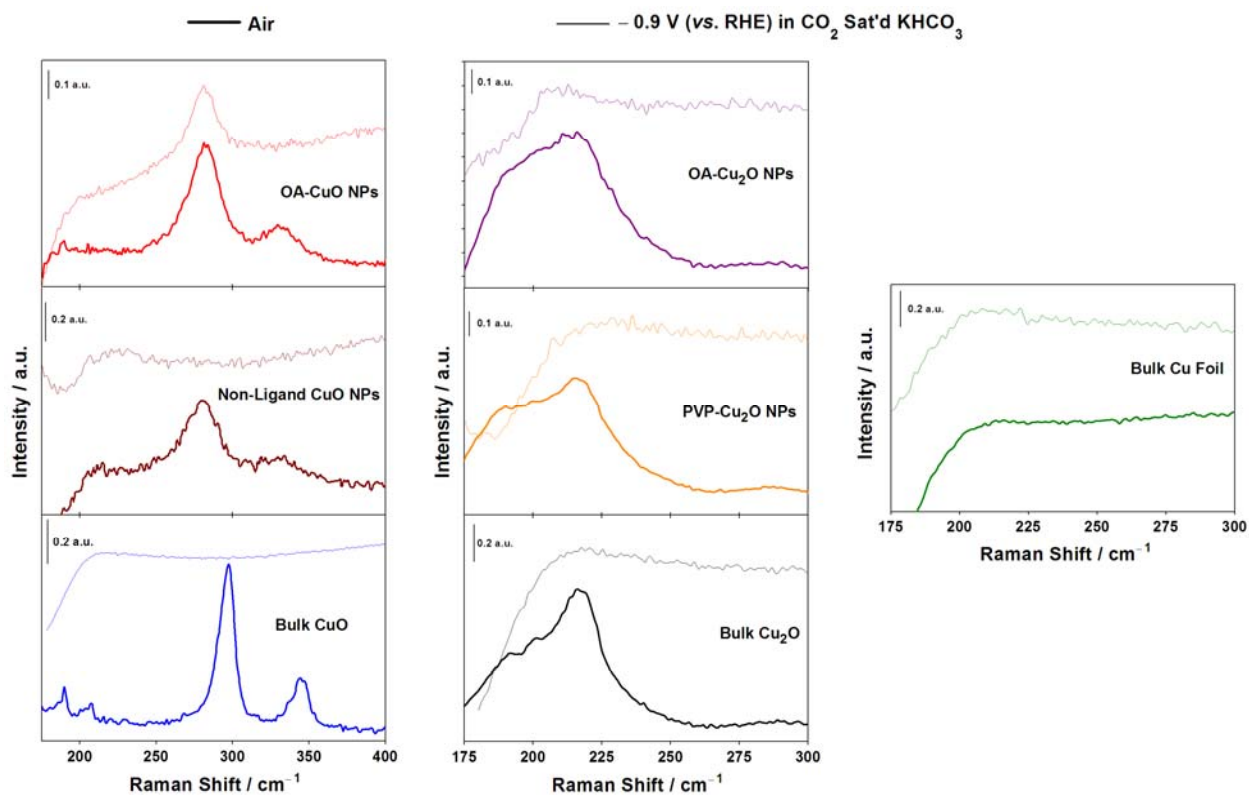 Air
– 0.9 V (vs. RHE) in CO₂ Sat'd KHCO₃
0.1 a.u.
OA-CuO NPs
0.2 a.u.
Non-Ligand CuO NPs
0.2 a.u.
Bulk CuO
Intensity / a.u.
200 250 300 350 400
Raman Shift / cm⁻¹
0.1 a.u.
OA-Cu₂O NPs
0.1 a.u.
PVP-Cu₂O NPs
0.2 a.u.
Bulk Cu₂O
Intensity / a.u.
175 200 225 250 275 300
Raman Shift / cm⁻¹
0.2 a.u.
Bulk Cu Foil
Intensity / a.u.
175 200 225 250 275 300
Raman Shift / cm⁻¹